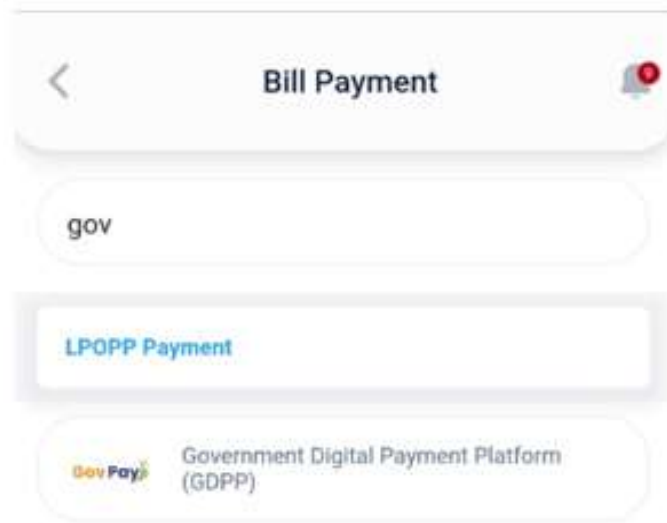 Bill Payment
gov
LPOPP Payment
GovPay
Government Digital Payment Platform
(GDPP)